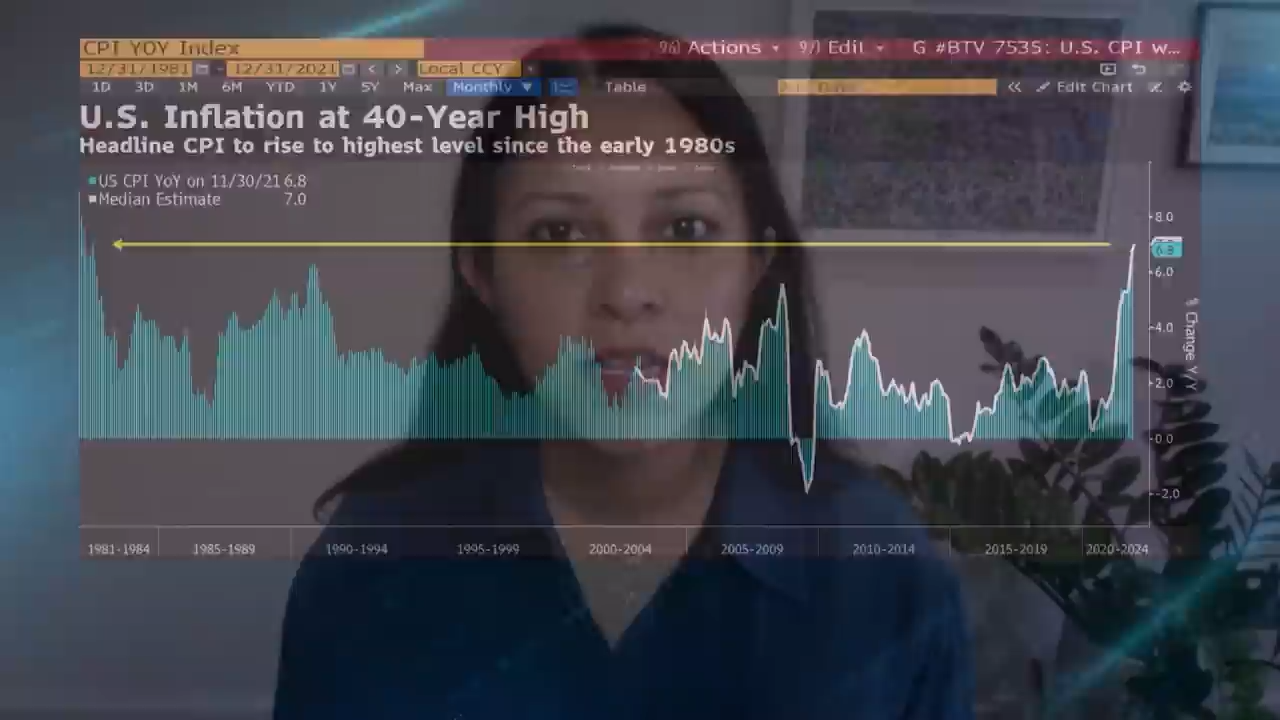 CPI YOY Index
96) Actions
97) Edit
G #BTV 7535: U.S. CPI w...
12/31/1981 - 12/31/2021
Local CCY
1D 3D 1M 6M YTD 1Y 5Y Max Monthly ▼ Table
« Edit Chart
U.S. Inflation at 40-Year High
Headline CPI to rise to highest level since the early 1980s
US CPI YoY on 11/30/21 6.8
Median Estimate 7.0
8.0
6.8
6.0
4.0
2.0
0.0
-2.0
% Change Y/Y
1981-1984 1985-1989 1990-1994 1995-1999 2000-2004 2005-2009 2010-2014 2015-2019 2020-2024